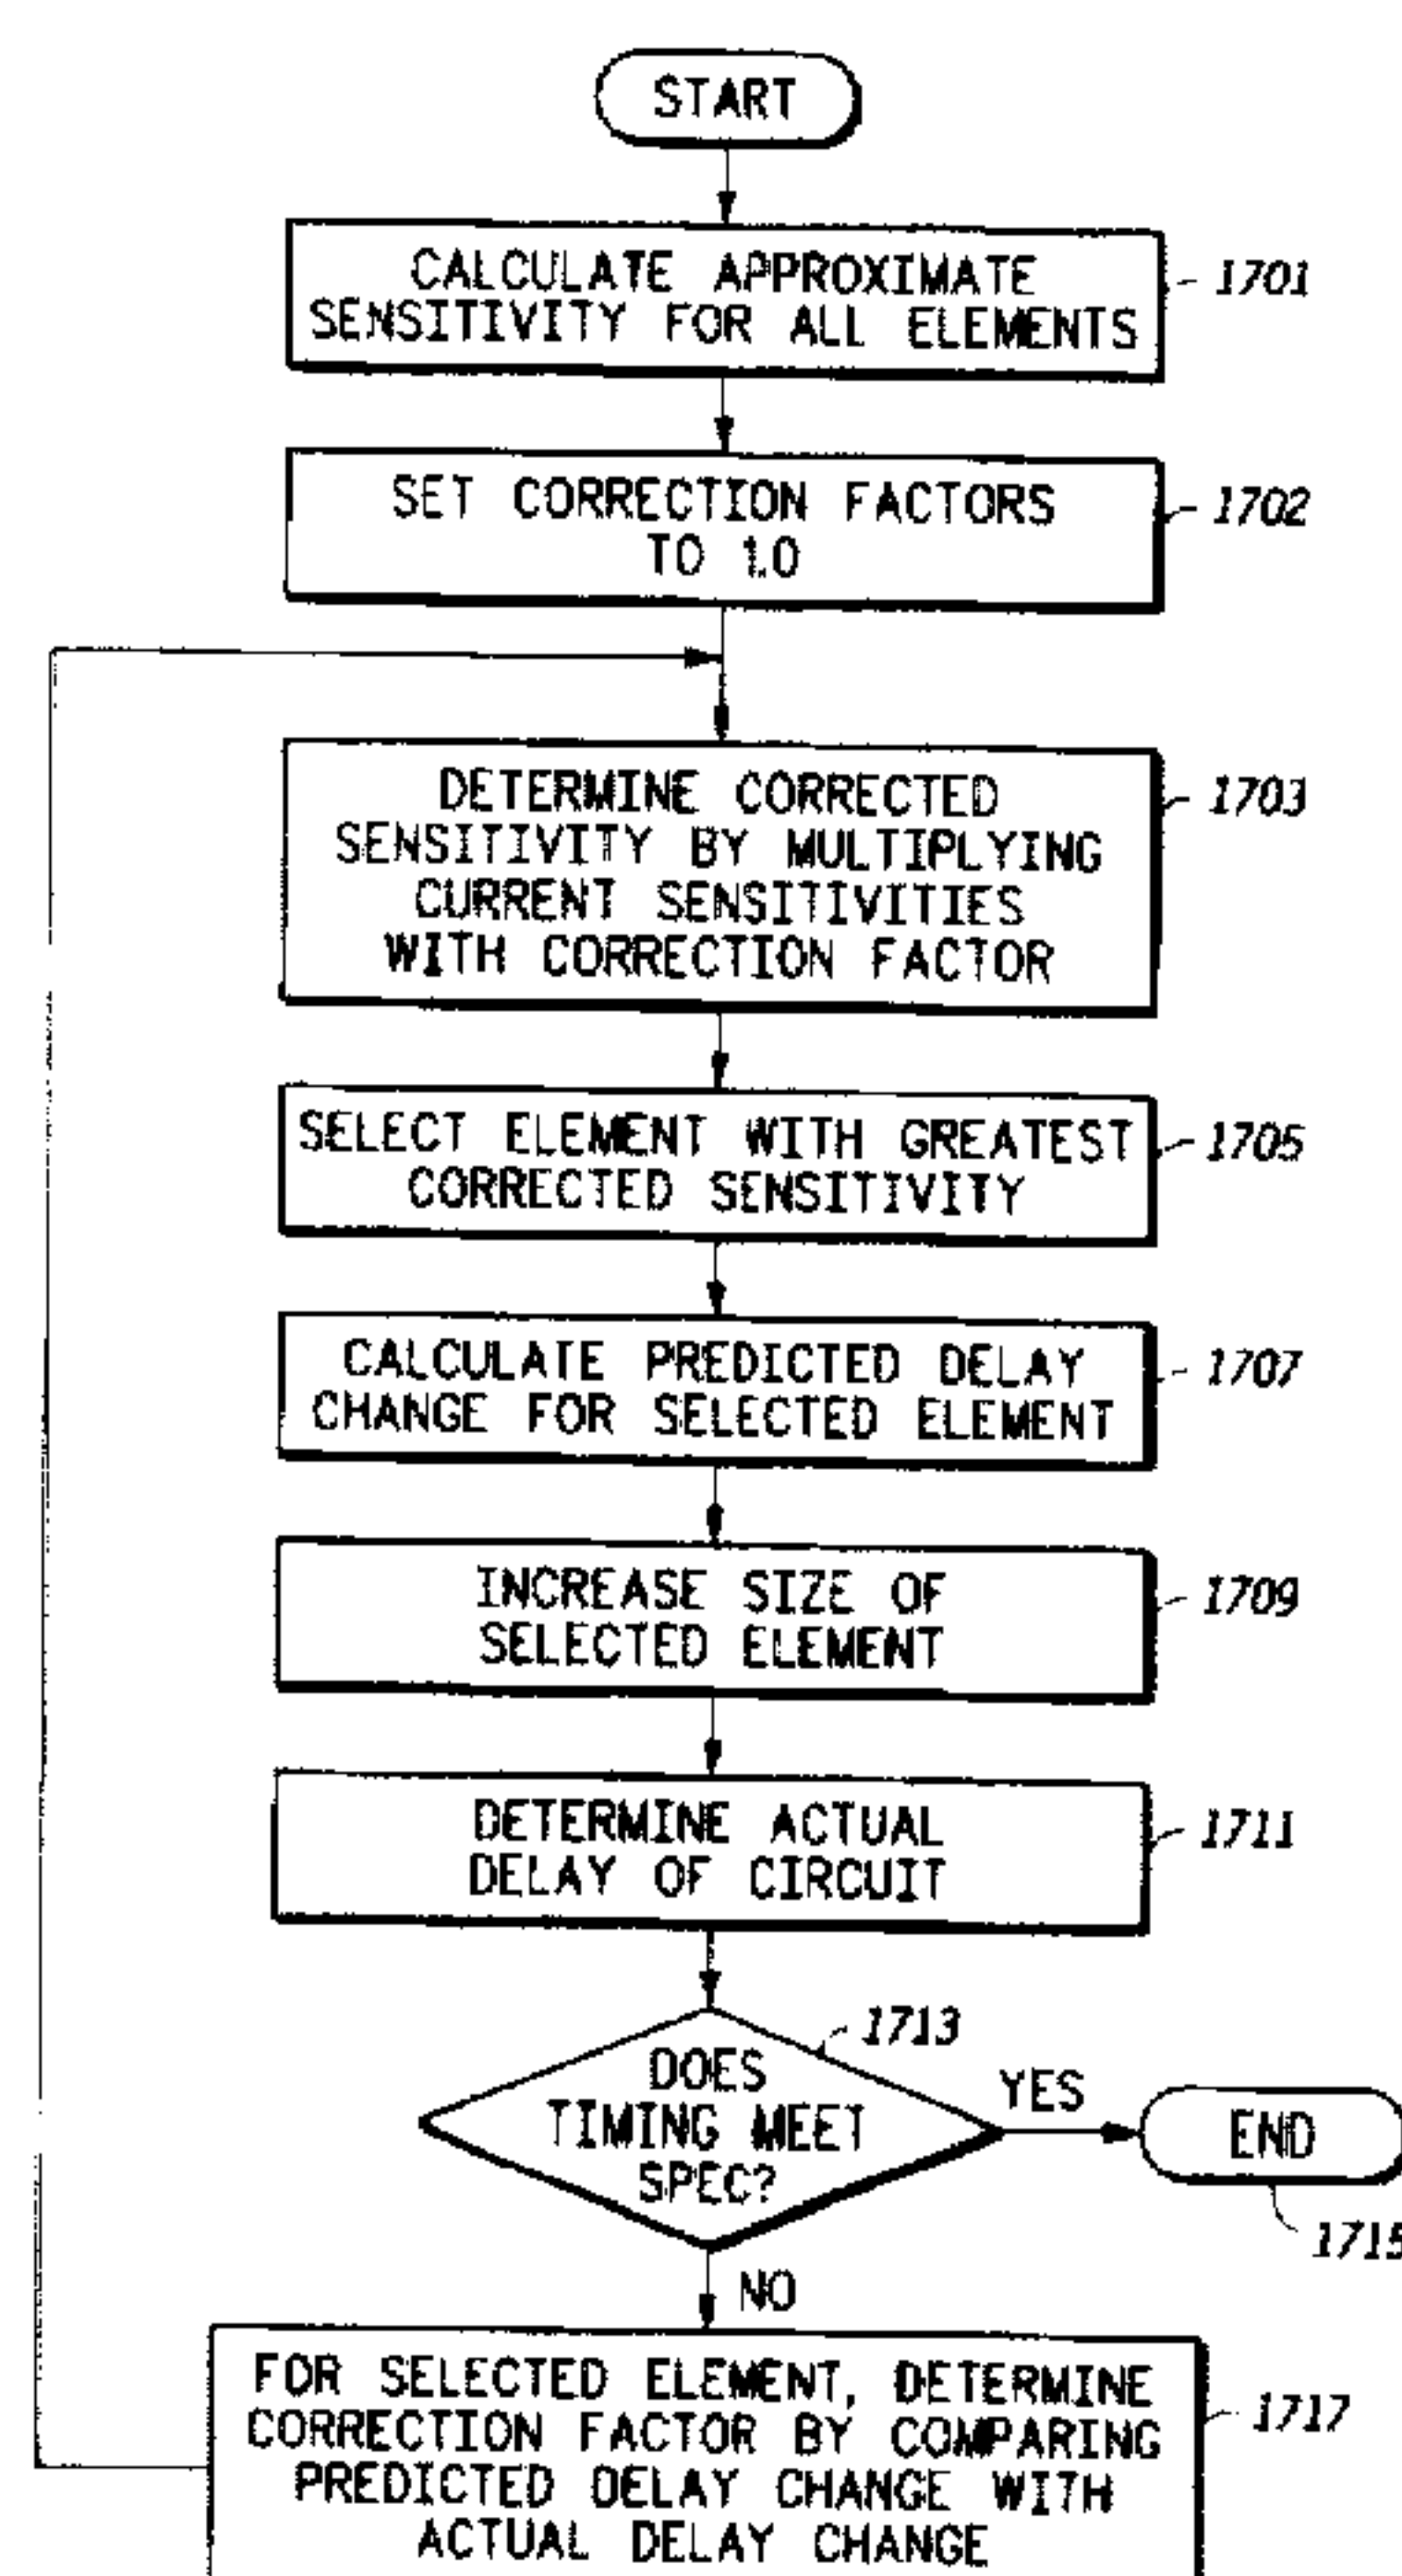 START
CALCULATE APPROXIMATE
SENSITIVITY FOR ALL ELEMENTS
1701
SET CORRECTION FACTORS
TO 1.0
1702
DETERMINE CORRECTED
SENSITIVITY BY MULTIPLYING
CURRENT SENSITIVITIES
WITH CORRECTION FACTOR
1703
SELECT ELEMENT WITH GREATEST
CORRECTED SENSITIVITY
1705
CALCULATE PREDICTED DELAY
CHANGE FOR SELECTED ELEMENT
1707
INCREASE SIZE OF
SELECTED ELEMENT
1709
DETERMINE ACTUAL
DELAY OF CIRCUIT
1711
1713
DOES
TIMING MEET
SPEC?
YES
END
1715
NO
FOR SELECTED ELEMENT, DETERMINE
CORRECTION FACTOR BY COMPARING
PREDICTED DELAY CHANGE WITH
ACTUAL DELAY CHANGE
1717